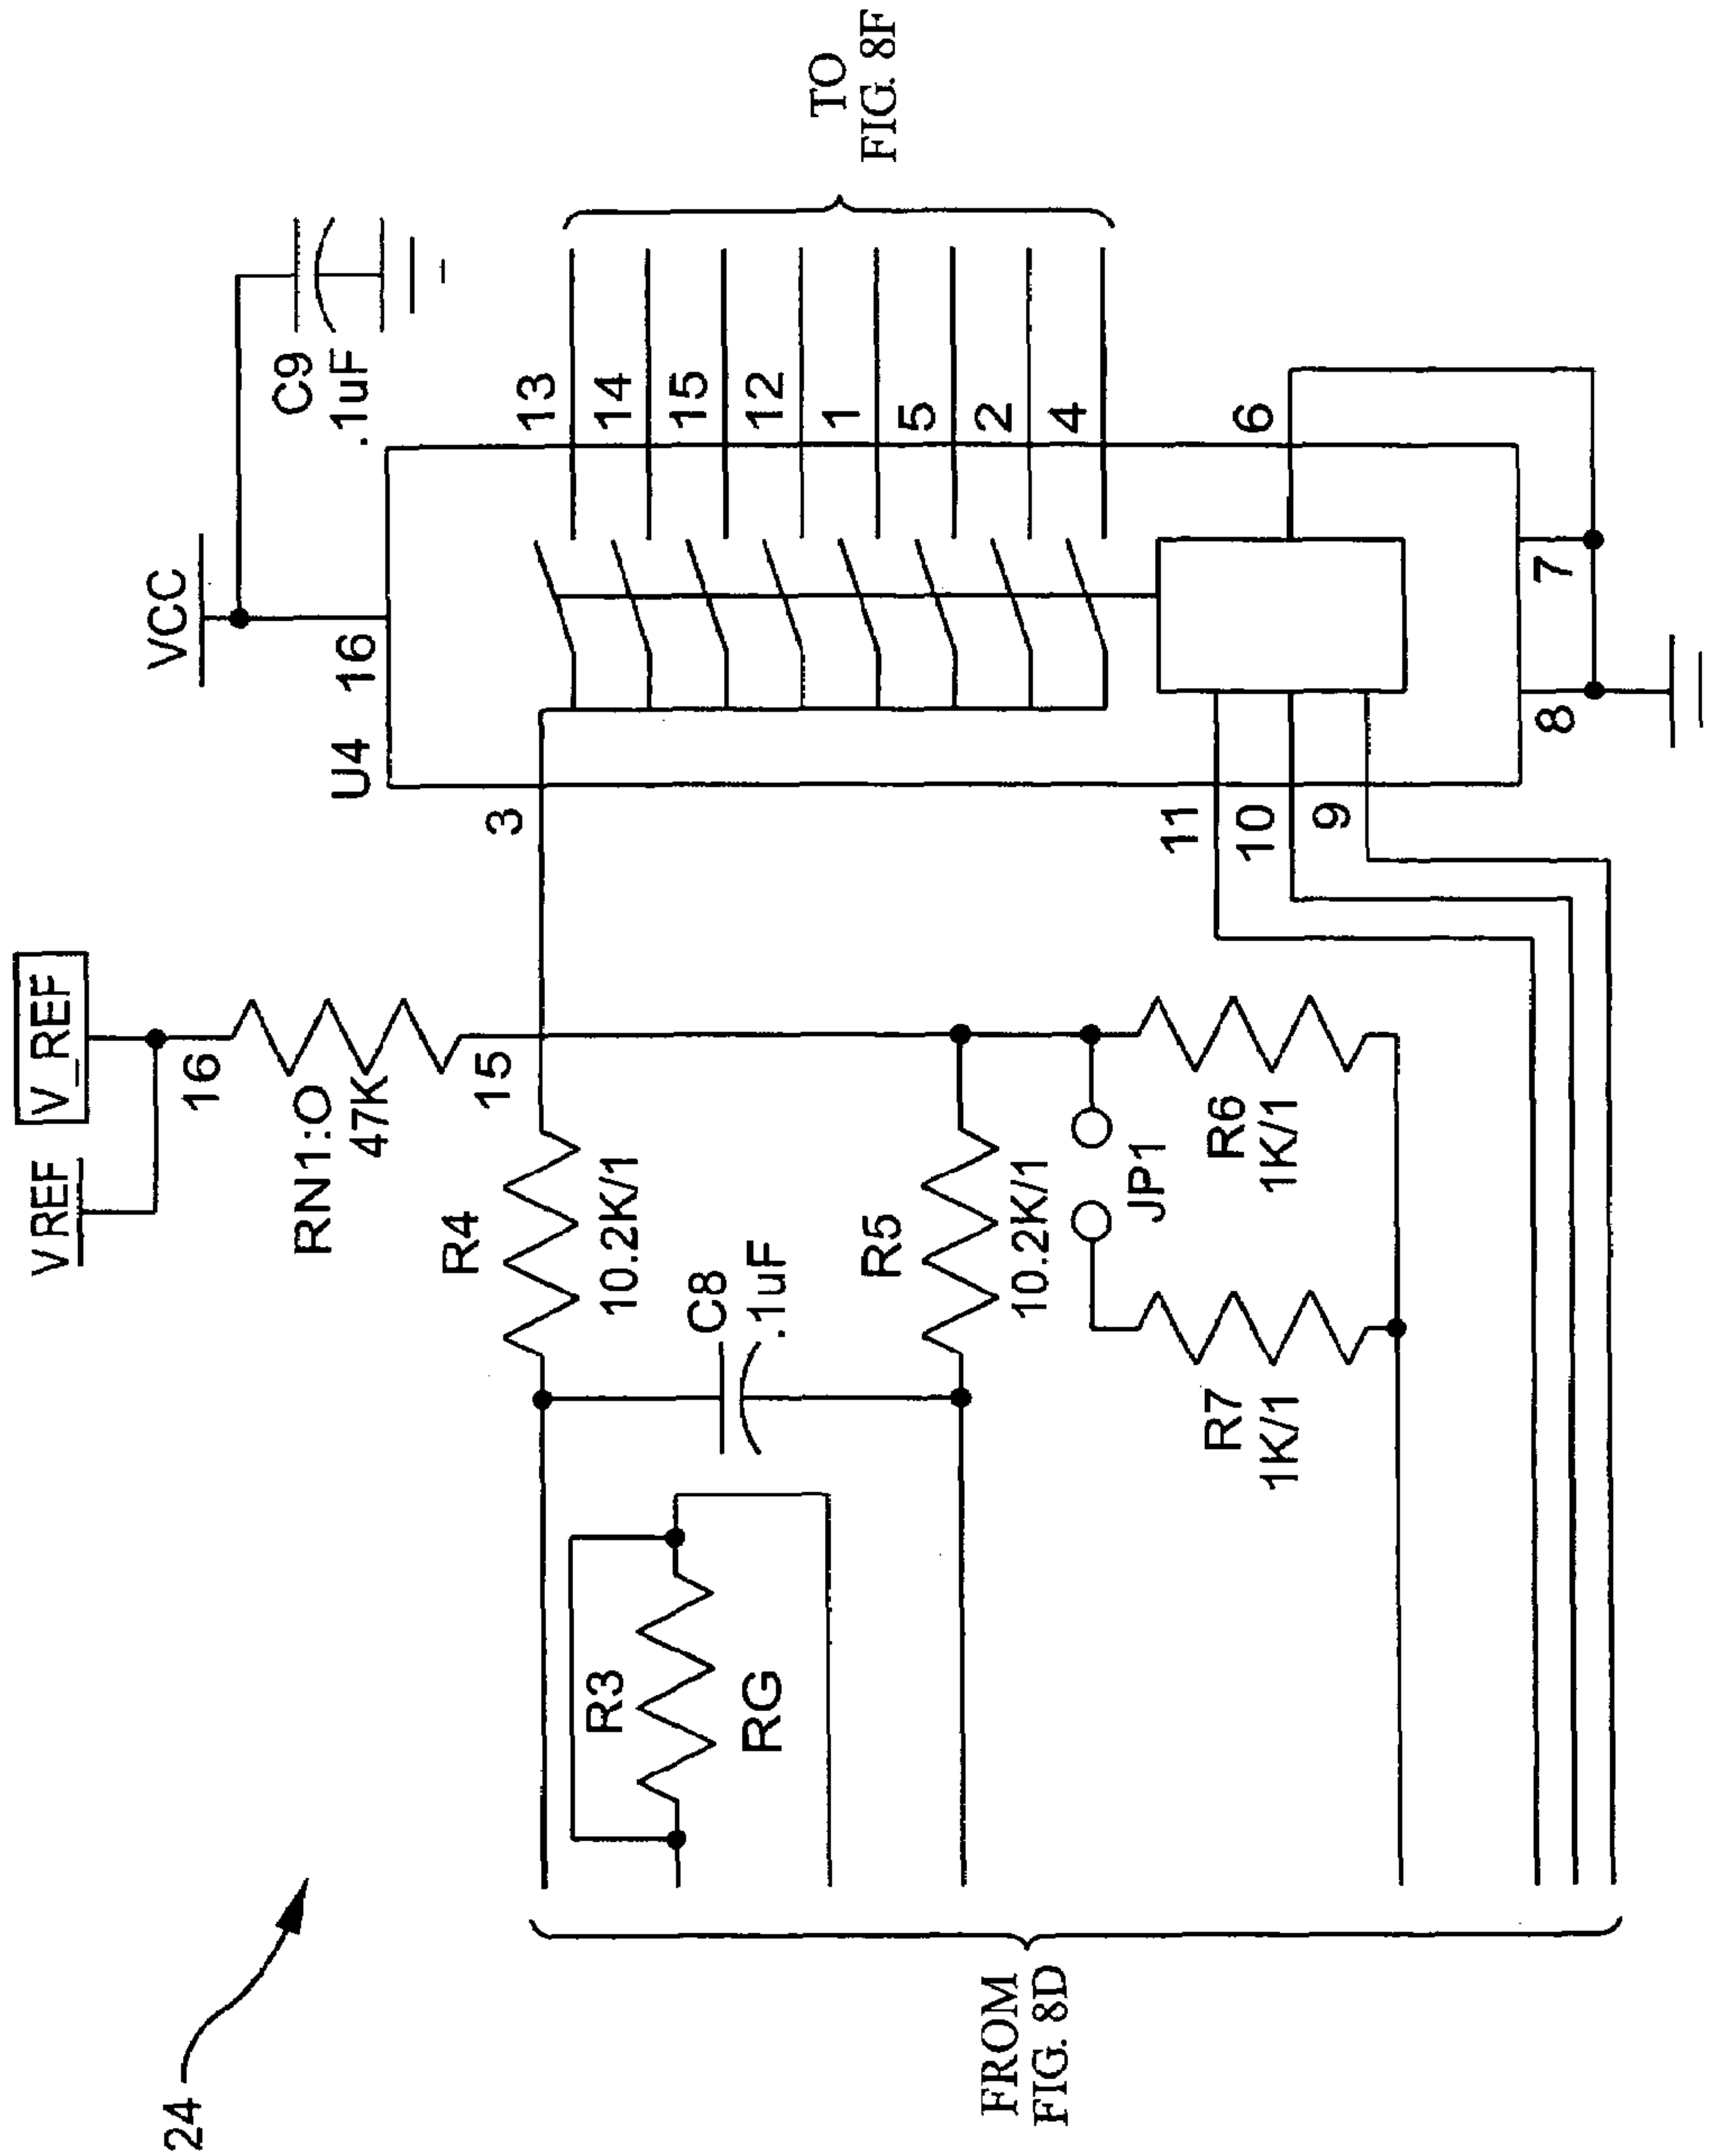 24
V REF
V_REF
16
RN1:O
47K
15
VCC
16
C9
.1uF
U4
3
R4
10.2K/1
C8
.1uF
R3
RG
R5
10.2K/1
JP1
R6
1K/1
R7
1K/1
13
14
15
12
1
5
2
4
6
11
10
9
7
8
FROM
FIG. 8D
TO
FIG. 8F